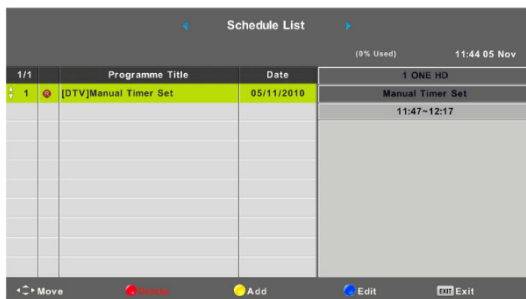 Schedule List
(0% Used) 11:44 05 Nov
1/1 Programme Title Date 1 ONE HD
1 R [DTV]Manual Timer Set 05/11/2010 Manual Timer Set
11:47~12:17
Move Delete Add Edit EXIT Exit